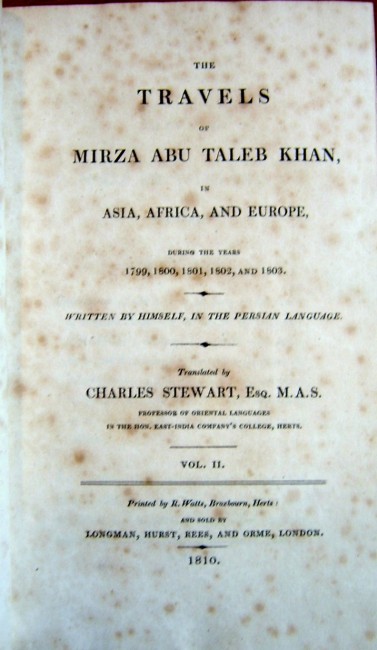 THE
TRAVELS
OF
MIRZA ABU TALEB KHAN,
IN
ASIA, AFRICA, AND EUROPE,
DURING THE YEARS
1799, 1800, 1801, 1802, AND 1803.
WRITTEN BY HIMSELF, IN THE PERSIAN LANGUAGE.
Translated by
CHARLES STEWART, ESQ. M.A.S.
PROFESSOR OF ORIENTAL LANGUAGES
IN THE HON. EAST-INDIA COMPANY'S COLLEGE, HERTS.
VOL. II.
Printed by R. Watts, Broxbourn, Herts:
AND SOLD BY
LONGMAN, HURST, REES, AND ORME, LONDON.
1810.